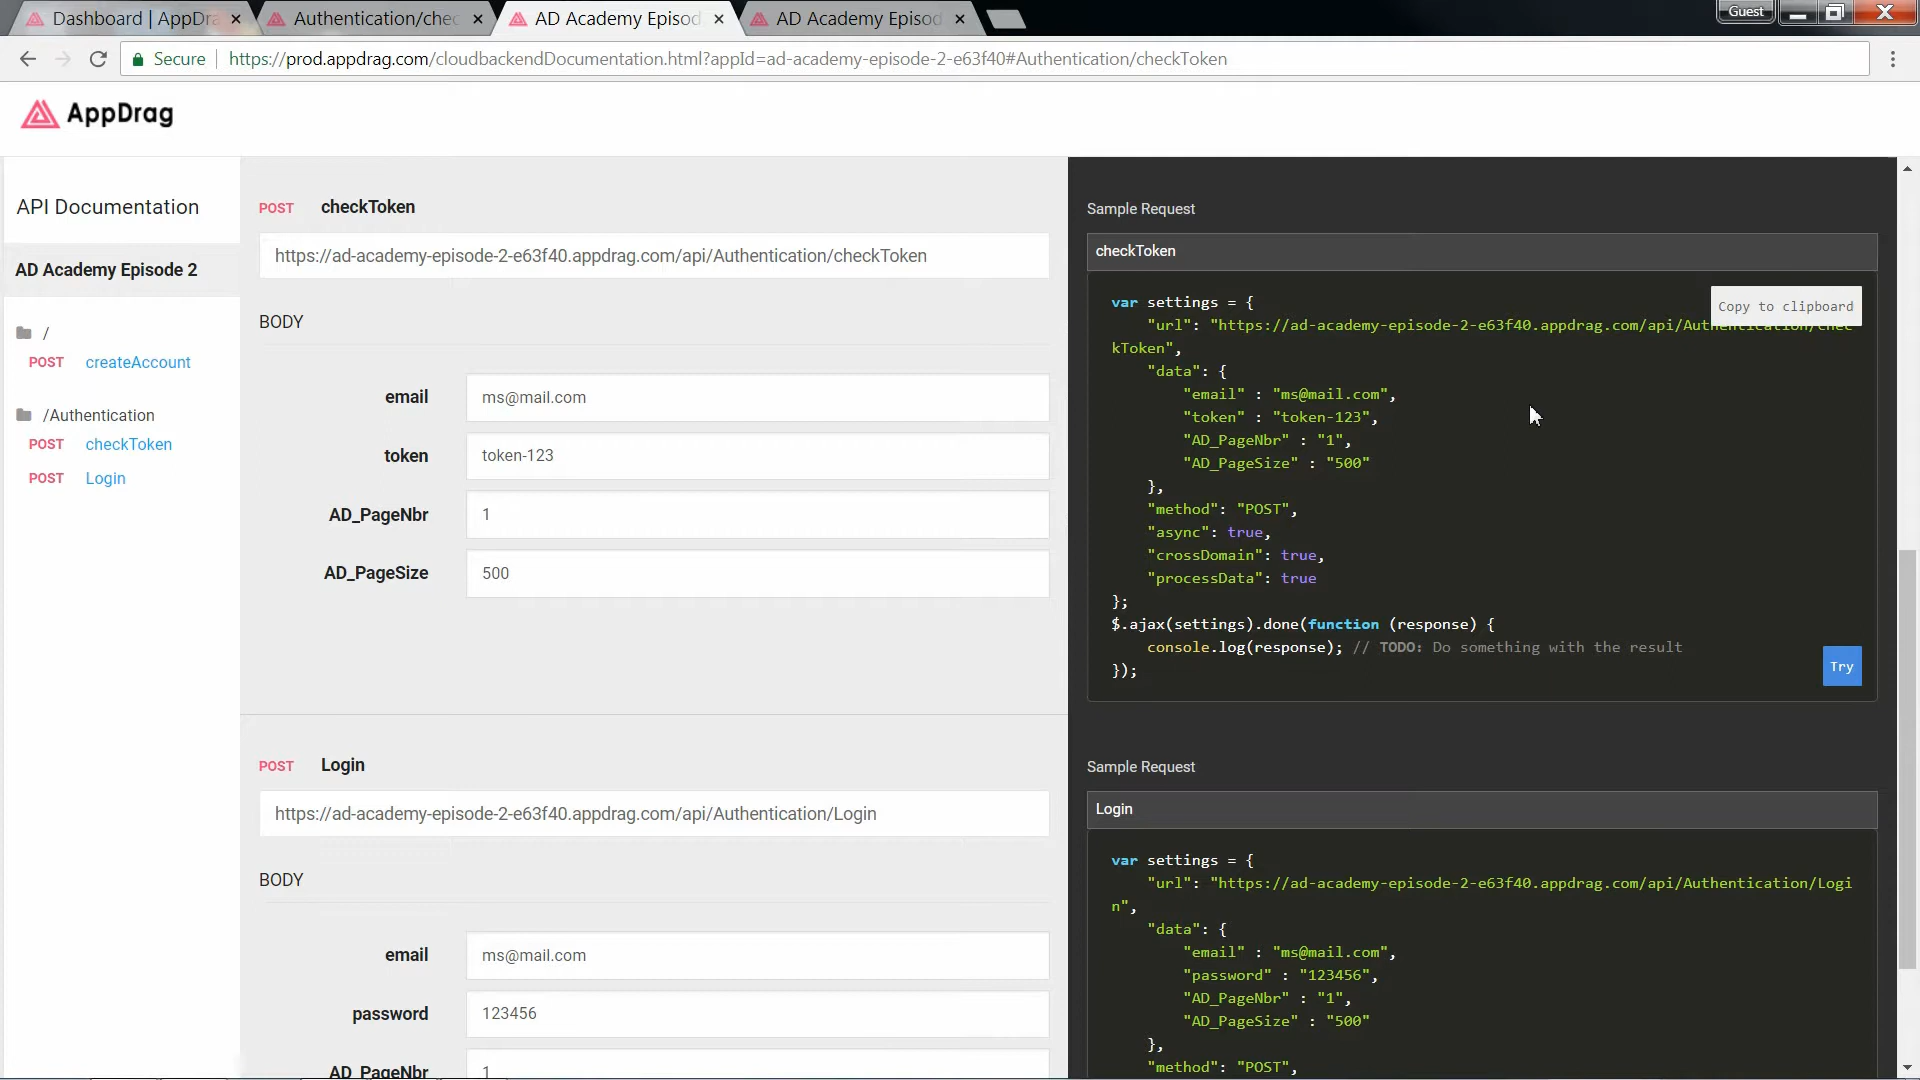 Dashboard | AppDra
Authentication/chec
AD Academy Episod
AD Academy Episod
Guest
Secure
https://prod.appdrag.com/cloudbackendDocumentation.html?appId=ad-academy-episode-2-e63f40#Authentication/checkToken
AppDrag
API Documentation
AD Academy Episode 2
/
POST createAccount
/Authentication
POST checkToken
POST Login
POST checkToken
https://ad-academy-episode-2-e63f40.appdrag.com/api/Authentication/checkToken
BODY
email ms@mail.com
token token-123
AD_PageNbr 1
AD_PageSize 500
POST Login
https://ad-academy-episode-2-e63f40.appdrag.com/api/Authentication/Login
BODY
email ms@mail.com
password 123456
AD_PageNbr 1
Sample Request
checkToken
Copy to clipboard
var settings = {
"url": "https://ad-academy-episode-2-e63f40.appdrag.com/api/Authentication/chec
kToken",
"data": {
"email" : "ms@mail.com",
"token" : "token-123",
"AD_PageNbr" : "1",
"AD_PageSize" : "500"
},
"method": "POST",
"async": true,
"crossDomain": true,
"processData": true
};
$.ajax(settings).done(function (response) {
console.log(response); // TODO: Do something with the result
});
Try
Sample Request
Login
var settings = {
"url": "https://ad-academy-episode-2-e63f40.appdrag.com/api/Authentication/Logi
n",
"data": {
"email" : "ms@mail.com",
"password" : "123456",
"AD_PageNbr" : "1",
"AD_PageSize" : "500"
},
"method": "POST",